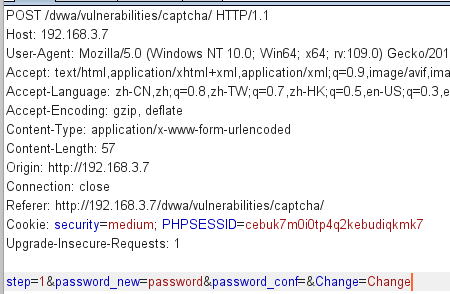 POST /dvwa/vulnerabilities/captcha/ HTTP/1.1
Host: 192.168.3.7
User-Agent: Mozilla/5.0 (Windows NT 10.0; Win64; x64; rv:109.0) Gecko/201
Accept: text/html,application/xhtml+xml,application/xml;q=0.9,image/avif,ima
Accept-Language: zh-CN,zh;q=0.8,zh-TW;q=0.7,zh-HK;q=0.5,en-US;q=0.3,e
Accept-Encoding: gzip, deflate
Content-Type: application/x-www-form-urlencoded
Content-Length: 57
Origin: http://192.168.3.7
Connection: close
Referer: http://192.168.3.7/dvwa/vulnerabilities/captcha/
Cookie: security=medium; PHPSESSID=cebuk7m0i0tp4q2kebudiqkmk7
Upgrade-Insecure-Requests: 1
step=1&password_new=password&password_conf=&Change=Change